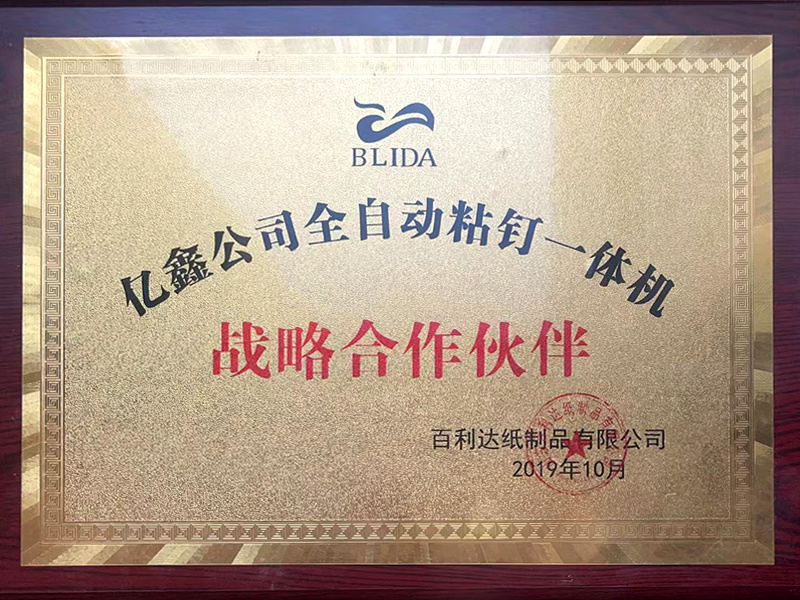 BLIDA
亿鑫公司全自动粘钉一体机
战略合作伙伴
百利达纸制品有限公司
2019年10月